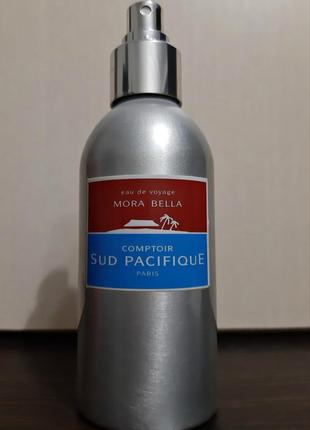 eau de voyage
MORA BELLA
COMPTOIR
SUD PACIFIQUE
PARIS